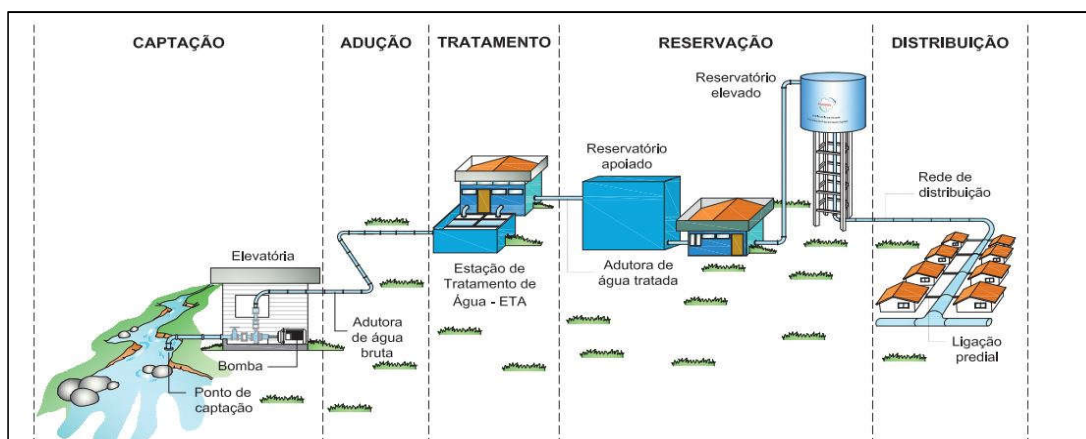 CAPTAÇÃO
ADUÇÃO
TRATAMENTO
RESERVAÇÃO
DISTRIBUIÇÃO
Reservatório
elevado
Reservatório
apoiado
Rede de
distribuição
Elevatória
Estação de
Tratamento de
Água - ETA
Adutora de
água tratada
Adutora
de água
bruta
Bomba
Ponto de
captação
Ligação
predial